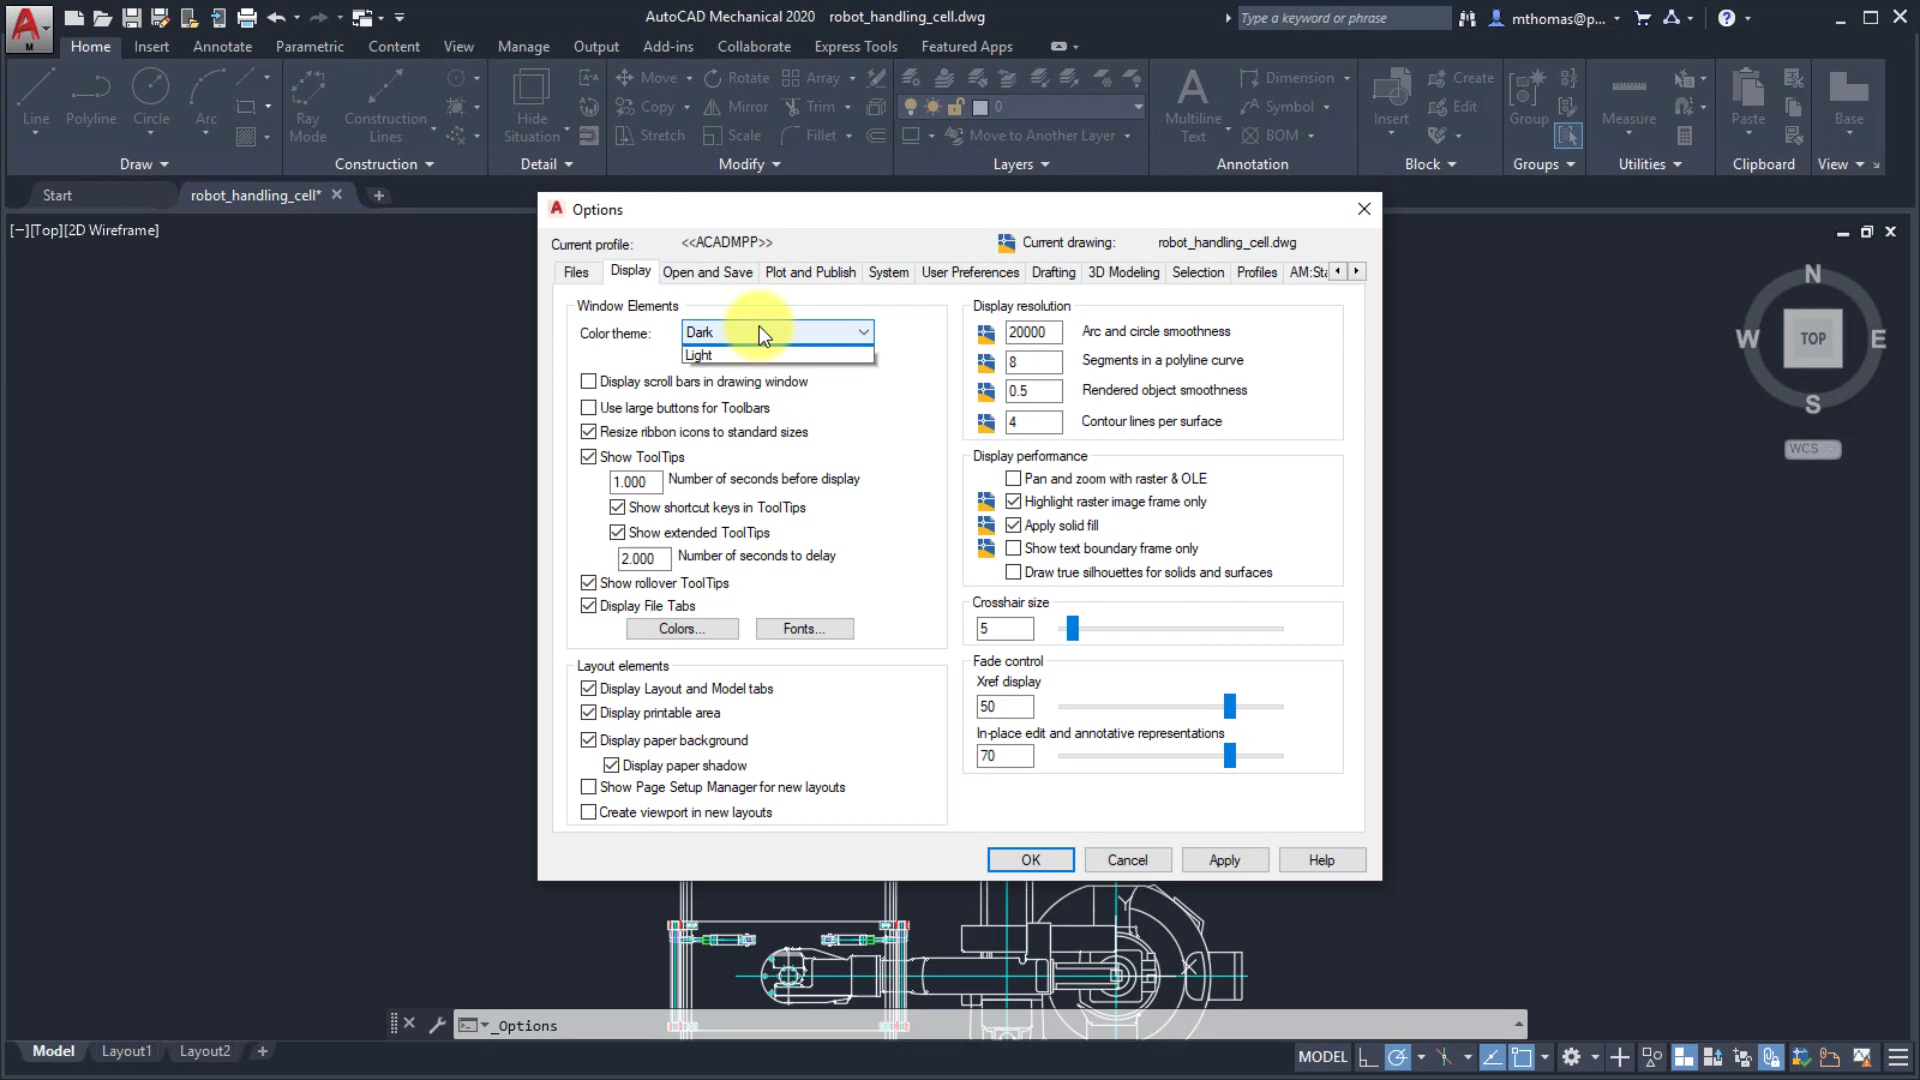 AutoCAD Mechanical 2020 robot_handling_cell.dwg
Type a keyword or phrase
mthomas@p...
M
Home Insert Annotate Parametric Content View Manage Output Add-ins Collaborate Express Tools Featured Apps
Line Polyline Circle Arc
Ray Mode
Construction Lines
Hide Situation
Move Rotate Array
Copy Mirror Trim
Stretch Scale Fillet
0
Move to Another Layer
Multiline Text
Dimension
Symbol
BOM
Insert
Create
Edit
Group
Measure
Paste
Base
Draw Construction Detail Modify Layers Annotation Block Groups Utilities Clipboard View
Start robot_handling_cell*
[−][Top][2D Wireframe]
Options
Current profile: <<ACADMPP>> Current drawing: robot_handling_cell.dwg
Files Display Open and Save Plot and Publish System User Preferences Drafting 3D Modeling Selection Profiles AM:Sta
Window Elements
Color theme: Dark
Light
Display scroll bars in drawing window
Use large buttons for Toolbars
Resize ribbon icons to standard sizes
Show ToolTips
1.000 Number of seconds before display
Show shortcut keys in ToolTips
Show extended ToolTips
2.000 Number of seconds to delay
Show rollover ToolTips
Display File Tabs
Colors... Fonts...
Layout elements
Display Layout and Model tabs
Display printable area
Display paper background
Display paper shadow
Show Page Setup Manager for new layouts
Create viewport in new layouts
Display resolution
20000 Arc and circle smoothness
8 Segments in a polyline curve
0.5 Rendered object smoothness
4 Contour lines per surface
Display performance
Pan and zoom with raster & OLE
Highlight raster image frame only
Apply solid fill
Show text boundary frame only
Draw true silhouettes for solids and surfaces
Crosshair size
5
Fade control
Xref display
50
In-place edit and annotative representations
70
OK Cancel Apply Help
N
W TOP E
S
WCS
Y
X
_Options
Model Layout1 Layout2
MODEL